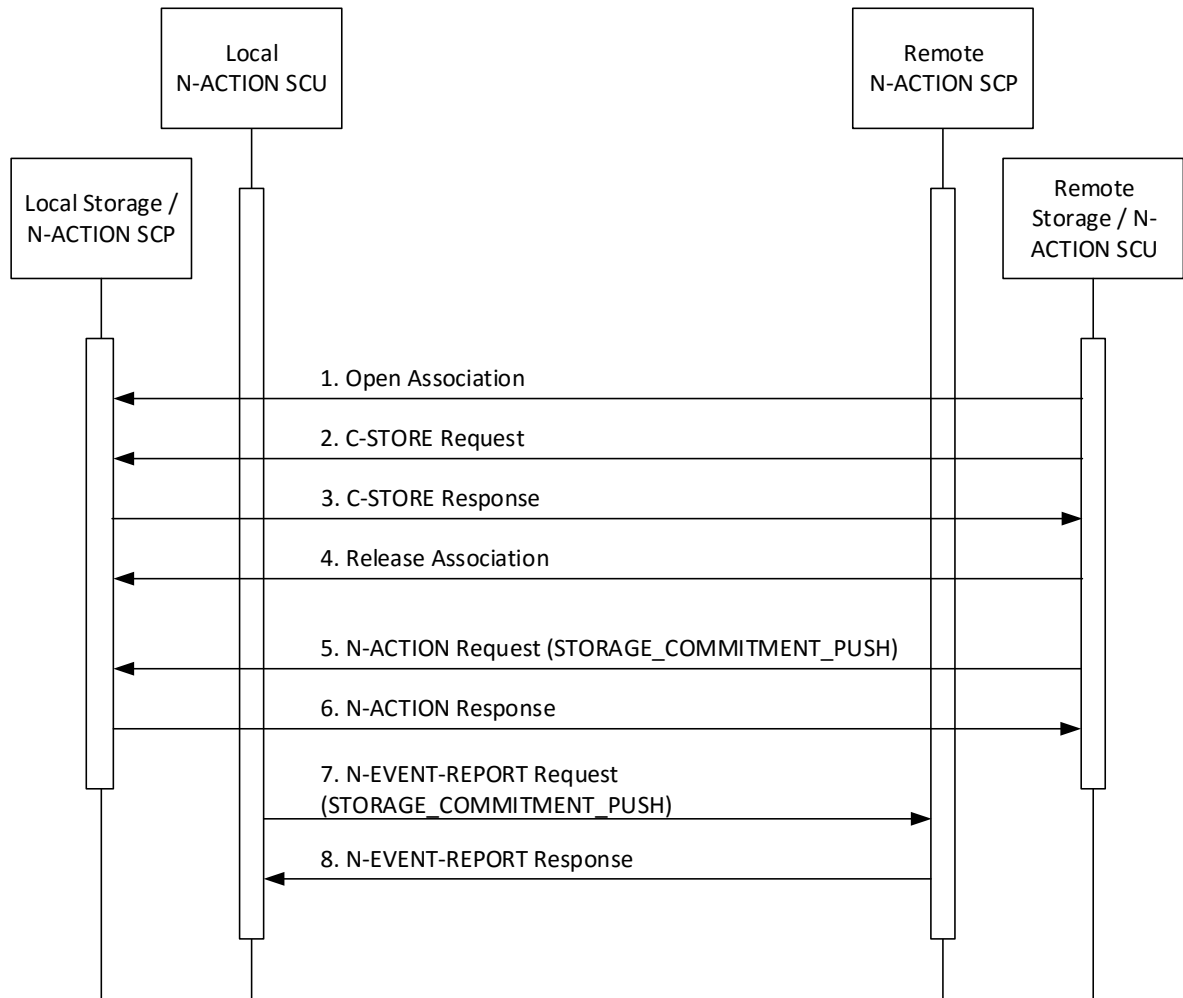 Local
N-ACTION SCU
Remote
N-ACTION SCP
Local Storage /
N-ACTION SCP
Remote
Storage / N-
ACTION SCU
1. Open Association
2. C-STORE Request
3. C-STORE Response
4. Release Association
5. N-ACTION Request (STORAGE_COMMITMENT_PUSH)
6. N-ACTION Response
7. N-EVENT-REPORT Request
(STORAGE_COMMITMENT_PUSH)
8. N-EVENT-REPORT Response